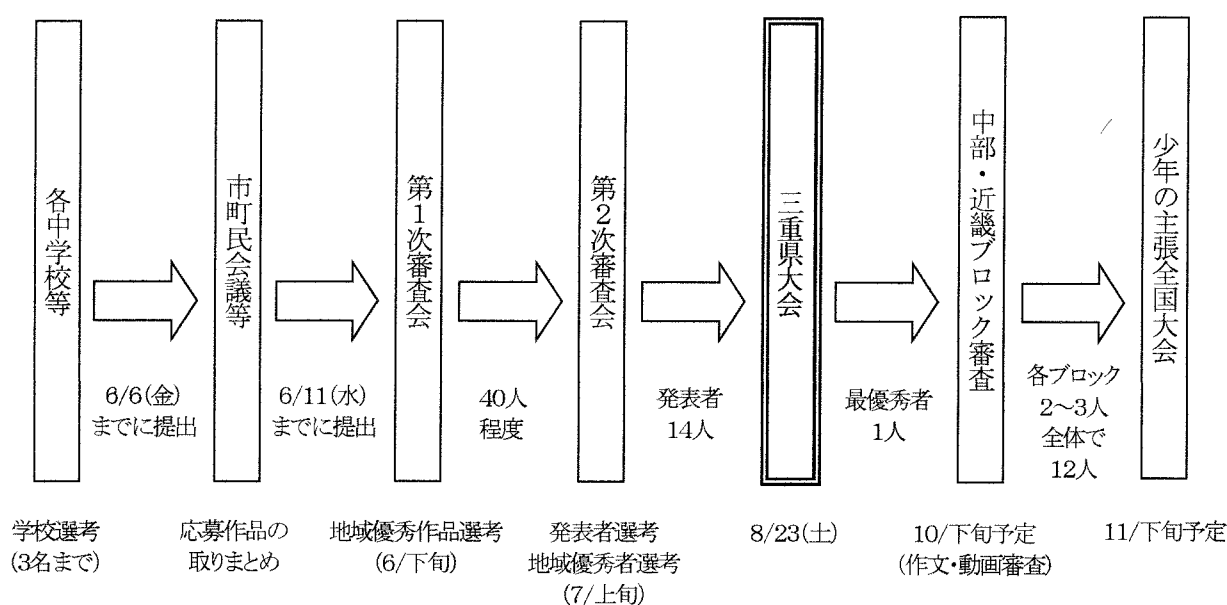 各中学校等
6/6(金)
までに提出
市町民会議等
6/11(水)
までに提出
第1次審査会
40人
程度
第2次審査会
発表者
14人
三重県大会
最優秀者
1人
中部・近畿ブロック審査
各ブロック
2～3人
全体で
12人
少年の主張全国大会
学校選考
(3名まで)
応募作品の
取りまとめ
地域優秀作品選考
(6/下旬)
発表者選考
地域優秀者選考
(7/上旬)
8/23(土)
10/下旬予定
(作文・動画審査)
11/下旬予定